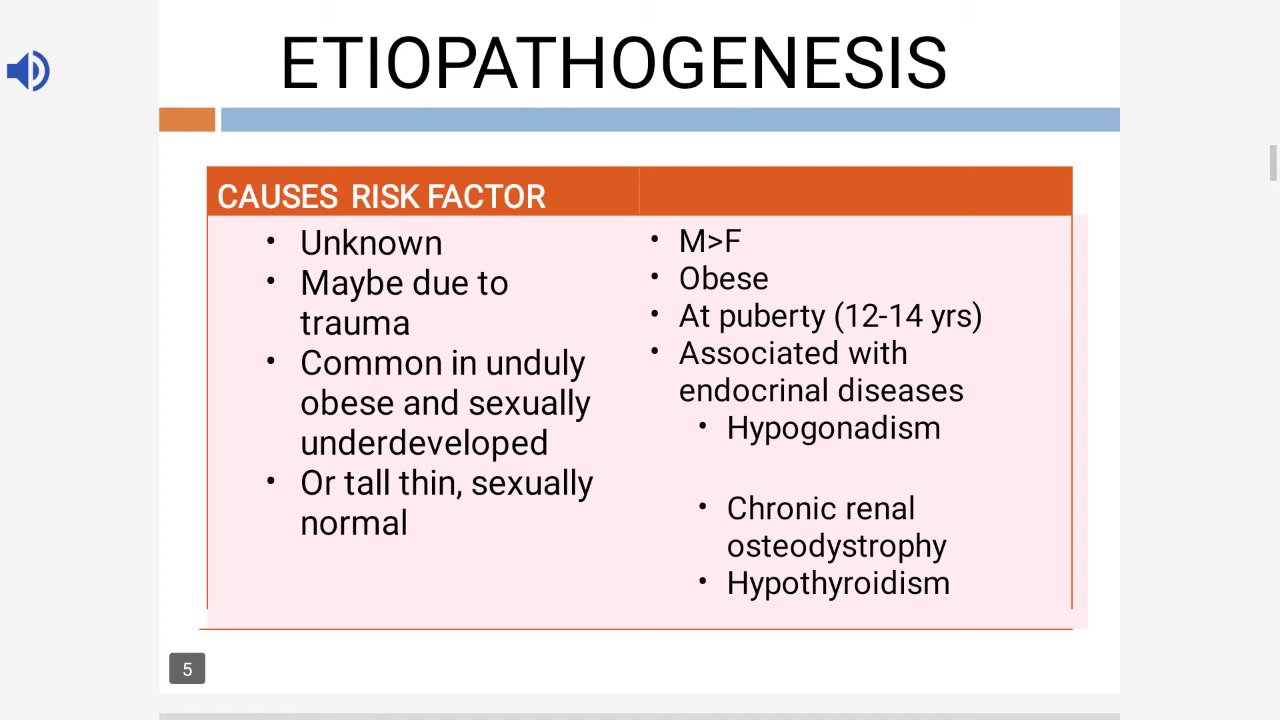 ETIOPATHOGENESIS
CAUSES RISK FACTOR
• Unknown
• Maybe due to
trauma
• Common in unduly
obese and sexually
underdeveloped
• Or tall thin, sexually
normal
• M>F
• Obese
• At puberty (12-14 yrs)
• Associated with
endocrinal diseases
• Hypogonadism
• Chronic renal
osteodystrophy
• Hypothyroidism
5